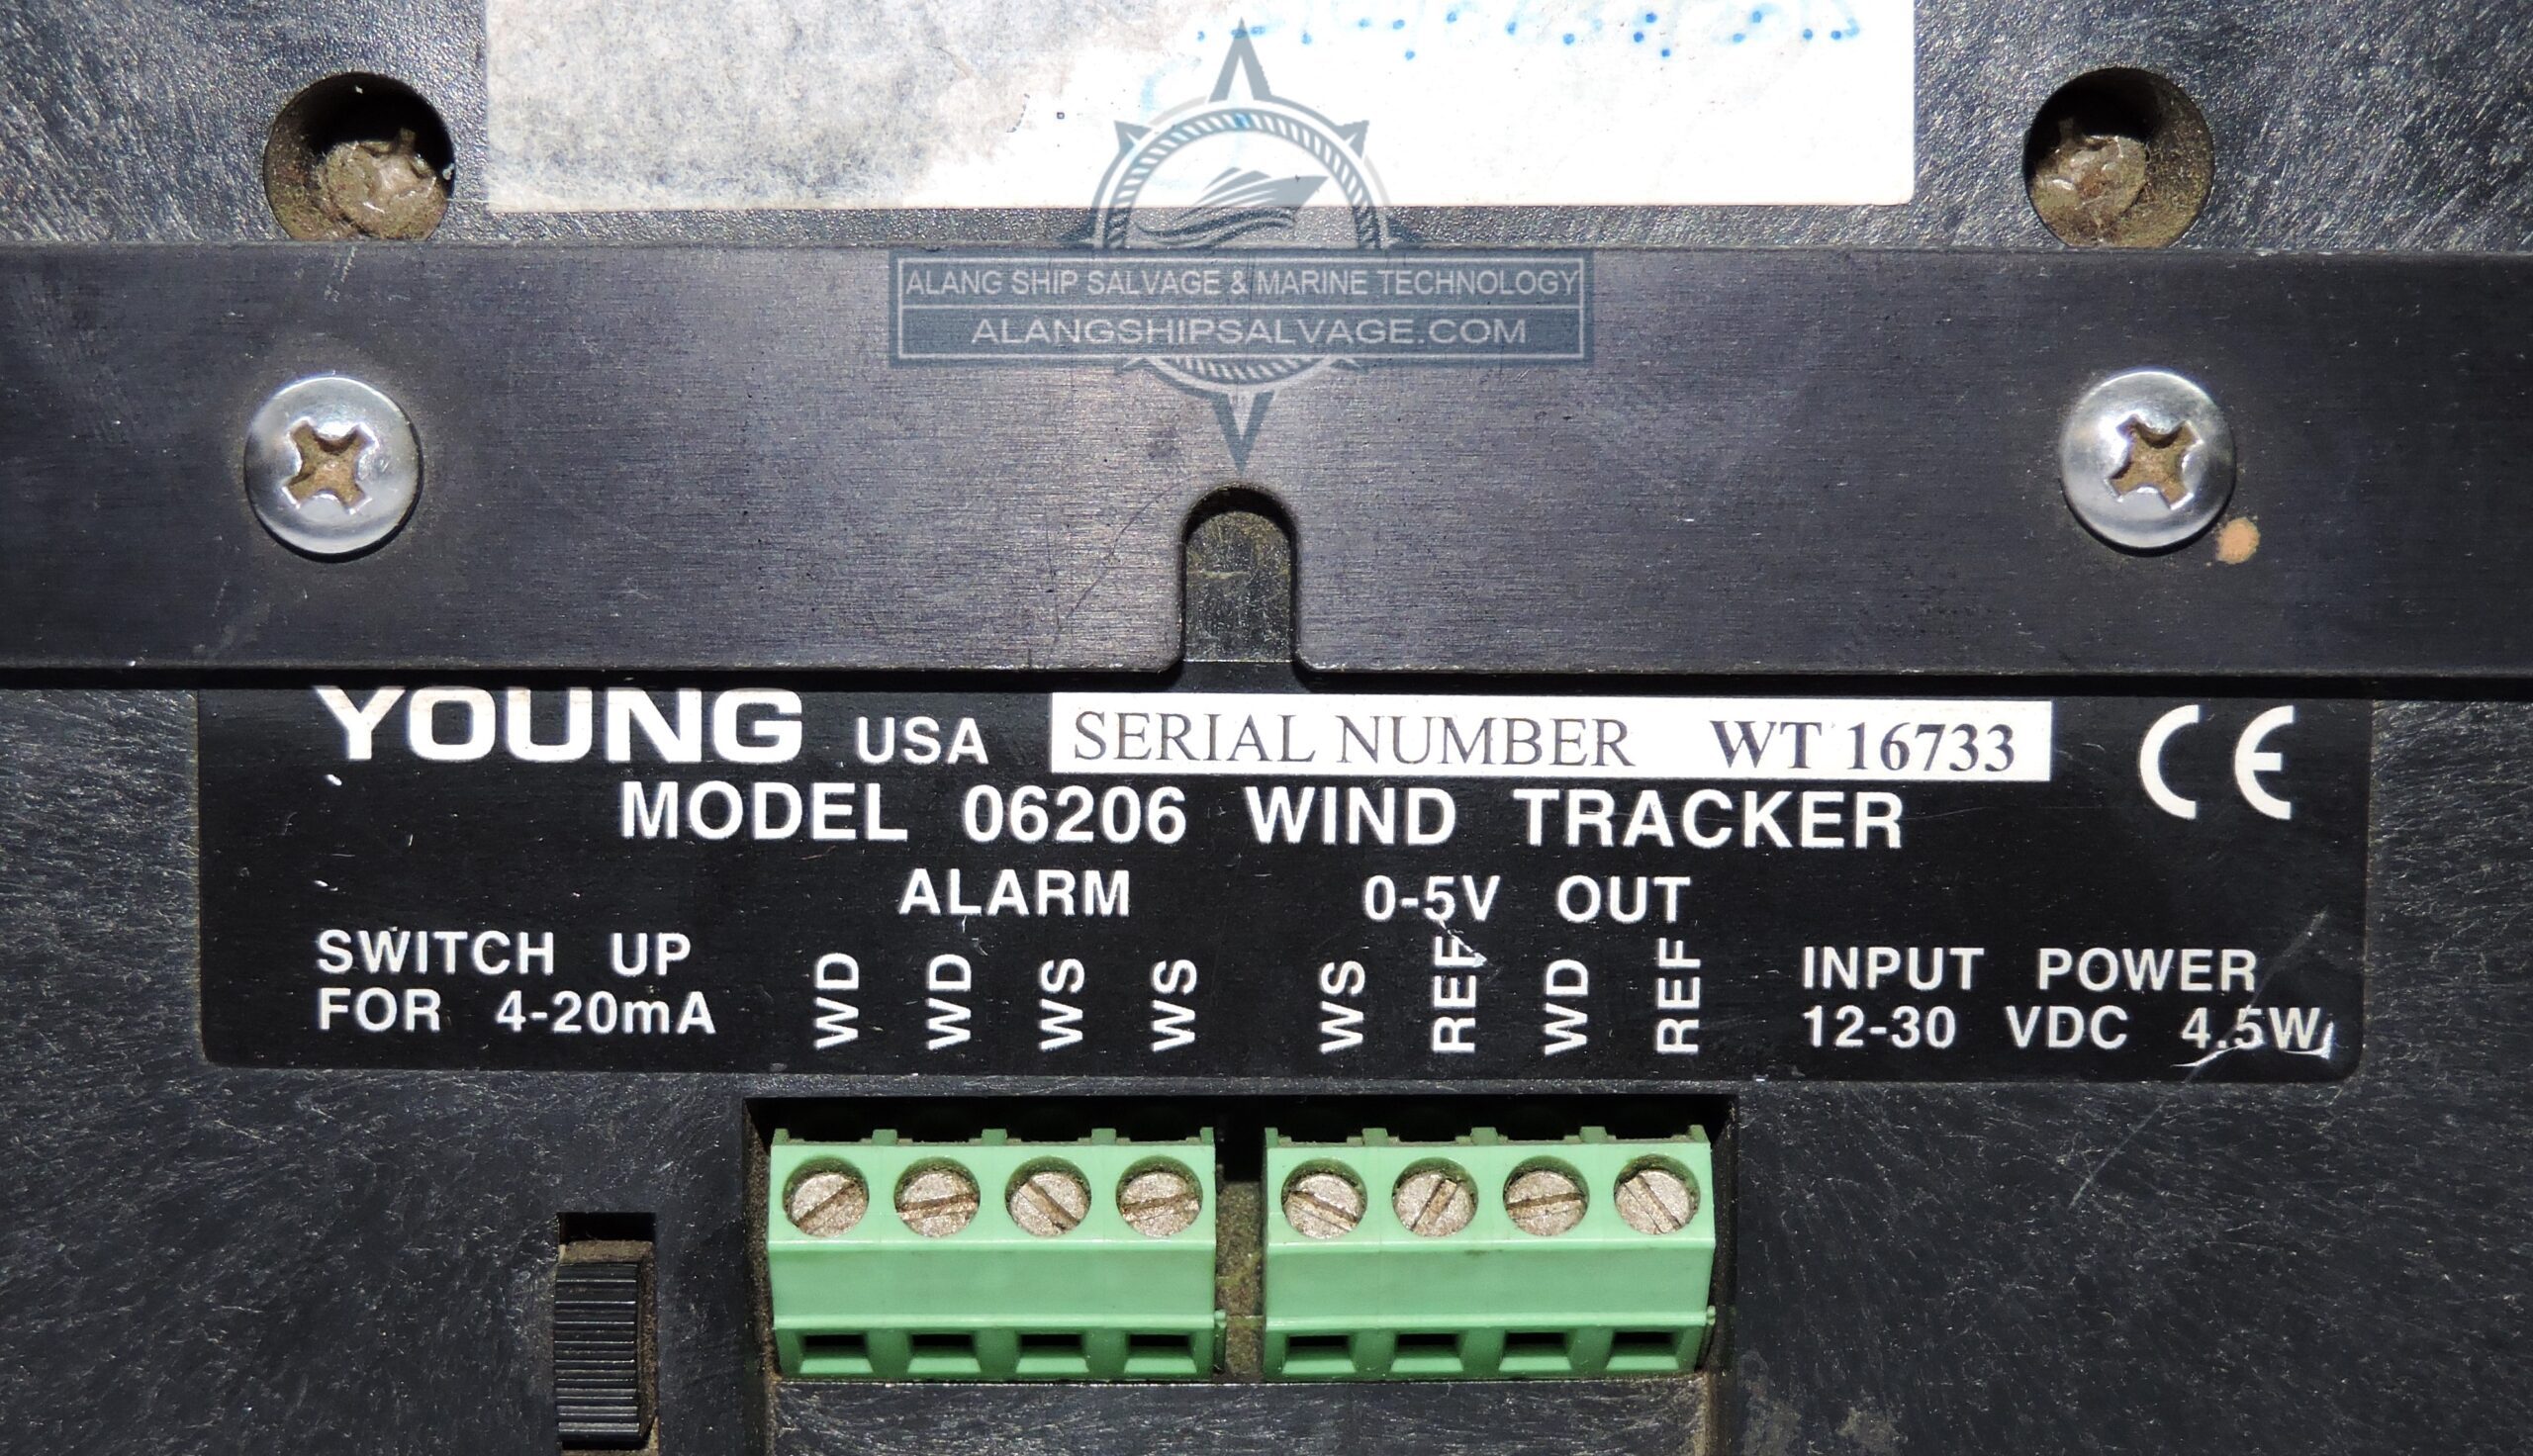 ALANG SHIP SALVAGE & MARINE TECHNOLOGY
ALANGSHIPSALVAGE.COM
YOUNG USA SERIAL NUMBER WT 16733 CE
MODEL 06206 WIND TRACKER
ALARM 0-5V OUT
SWITCH UP
FOR 4-20mA
WD WD WS WS WS REF WD REF
INPUT POWER
12-30 VDC 4.5W